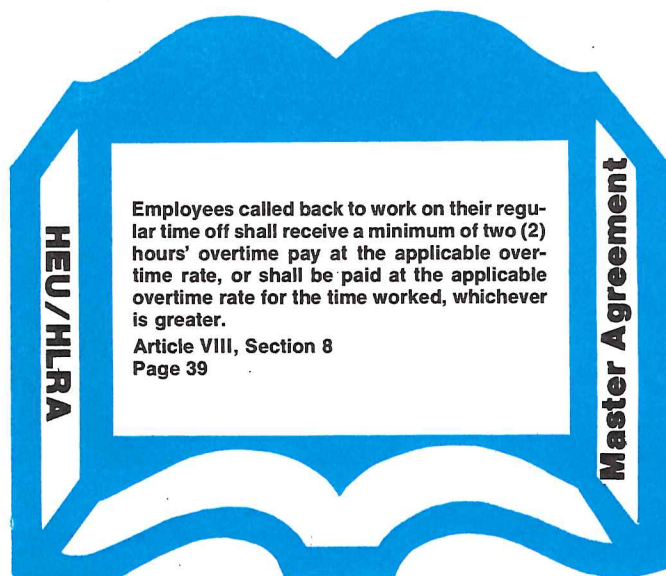 HEU/HLRA
Employees called back to work on their regu-
lar time off shall receive a minimum of two (2)
hours' overtime pay at the applicable over-
time rate, or shall be paid at the applicable
overtime rate for the time worked, whichever
is greater.
Article VIII, Section 8
Page 39
Master Agreement